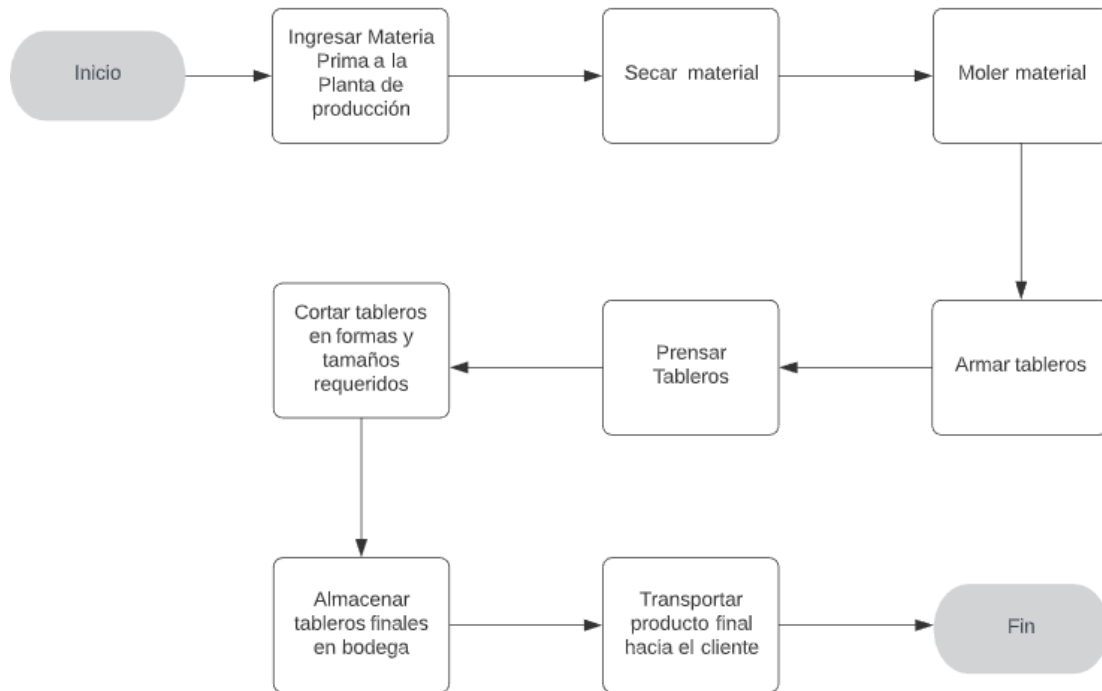 Inicio
Ingresar Materia
Prima a la
Planta de
producción
Secar material
Moler material
Armar tableros
Prensar
Tableros
Cortar tableros
en formas y
tamaños
requeridos
Almacenar
tableros finales
en bodega
Transportar
producto final
hacia el cliente
Fin